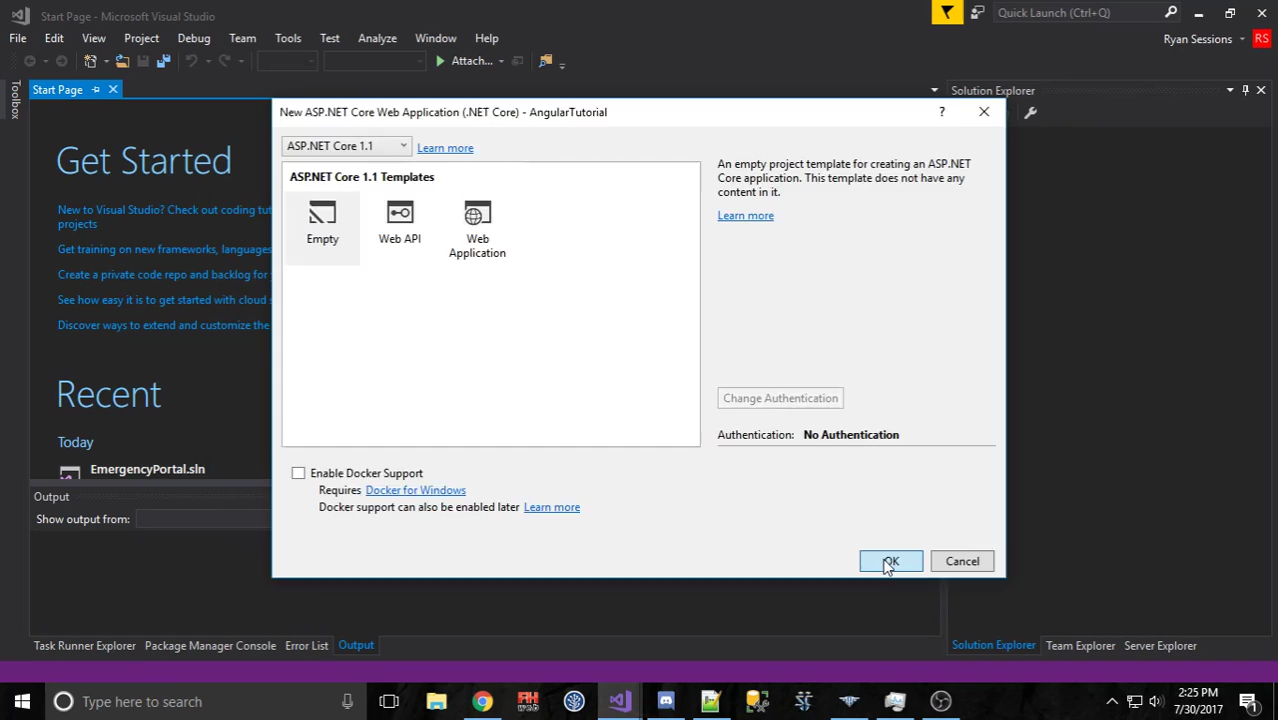 Start Page - Microsoft Visual Studio
Quick Launch (Ctrl+Q)
File Edit View Project Debug Team Tools Test Analyze Window Help
Ryan Sessions
RS
Attach...
Toolbox
Start Page
Solution Explorer
New ASP.NET Core Web Application (.NET Core) - AngularTutorial
?
ASP.NET Core 1.1
Learn more
ASP.NET Core 1.1 Templates
Empty
Web API
Web
Application
An empty project template for creating an ASP.NET
Core application. This template does not have any
content in it.
Learn more
Change Authentication
Authentication: No Authentication
Enable Docker Support
Requires Docker for Windows
Docker support can also be enabled later Learn more
OK
Cancel
Get Started
New to Visual Studio? Check out coding tu
projects
Get training on new frameworks, languages
Create a private code repo and backlog for
See how easy it is to get started with cloud s
Discover ways to extend and customize the
Recent
Today
EmergencyPortal.sln
Output
Show output from:
Task Runner Explorer Package Manager Console Error List Output
Solution Explorer Team Explorer Server Explorer
Type here to search
web
2:25 PM
7/30/2017
1